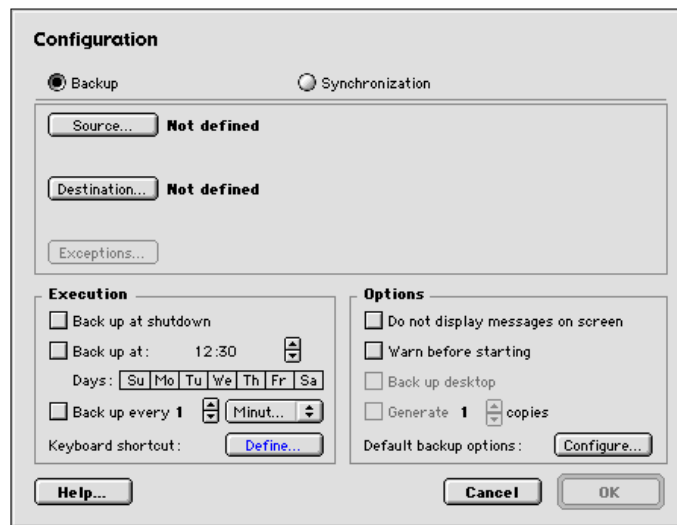 Configuration
Backup Synchronization
Source... Not defined
Destination... Not defined
Exceptions...
Execution
Back up at shutdown
Back up at: 12:30
Days: Su Mo Tu We Th Fr Sa
Back up every 1 Minut...
Keyboard shortcut: Define...
Options
Do not display messages on screen
Warn before starting
Back up desktop
Generate 1 copies
Default backup options: Configure...
Help... Cancel OK